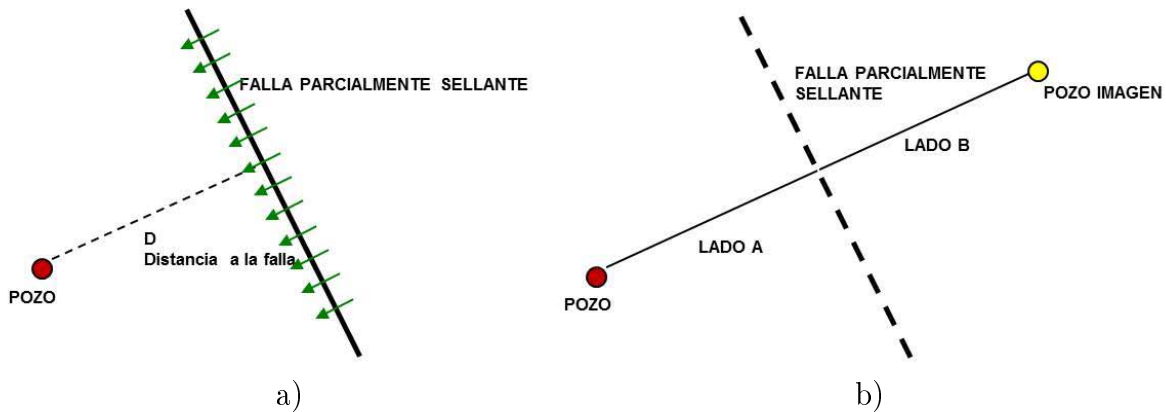 FALLA PARCIALMENTE SELLANTE
D
Distancia a la falla
POZO
a)
FALLA PARCIALMENTE
SELLANTE
POZO IMAGEN
LADO B
LADO A
POZO
b)